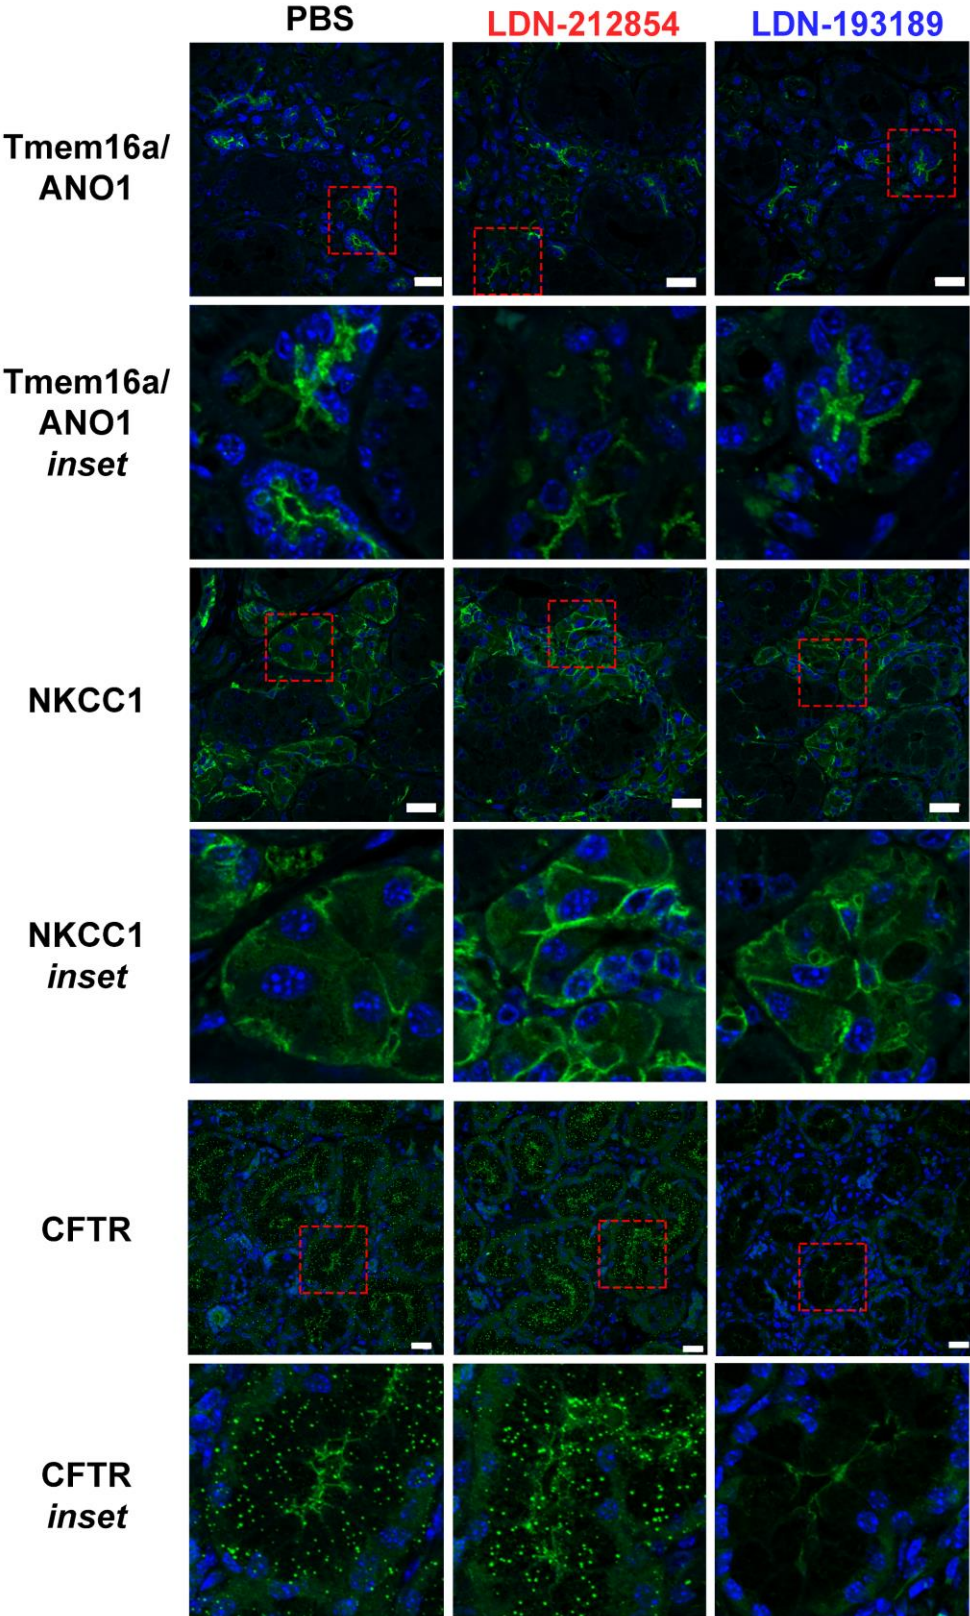 PBS
LDN-212854
LDN-193189
Tmem16a/
ANO1
Tmem16a/
ANO1
inset
NKCC1
NKCC1
inset
CFTR
CFTR
inset